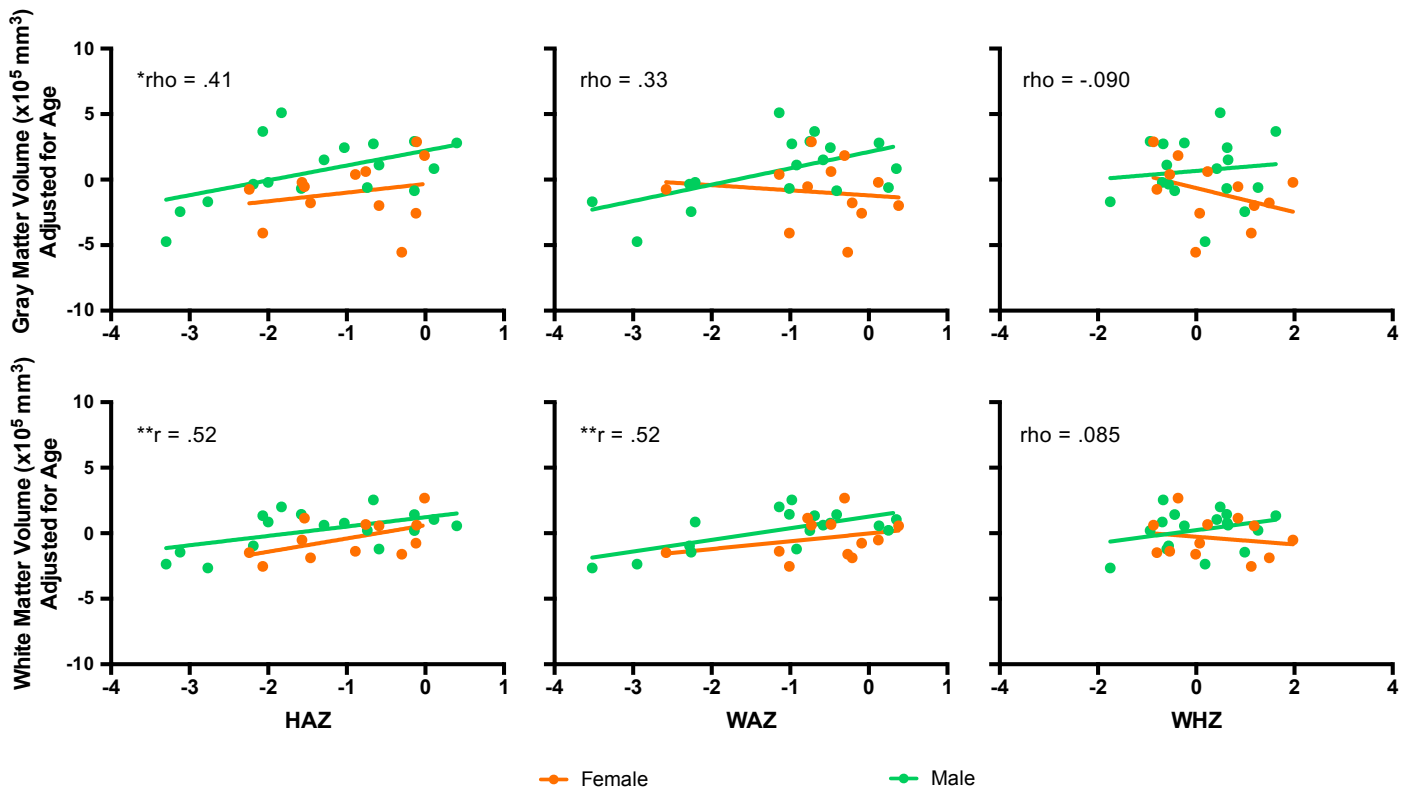 Gray Matter Volume (x10⁵ mm³)
Adjusted for Age
10
5
0
-5
-10
*rho = .41
-4 -3 -2 -1 0 1
rho = .33
-4 -3 -2 -1 0 1
rho = -.090
-4 -2 0 2 4
White Matter Volume (x10⁵ mm³)
Adjusted for Age
10
5
0
-5
-10
**r = .52
-4 -3 -2 -1 0 1
HAZ
**r = .52
-4 -3 -2 -1 0 1
WAZ
rho = .085
-4 -2 0 2 4
WHZ
Female
Male